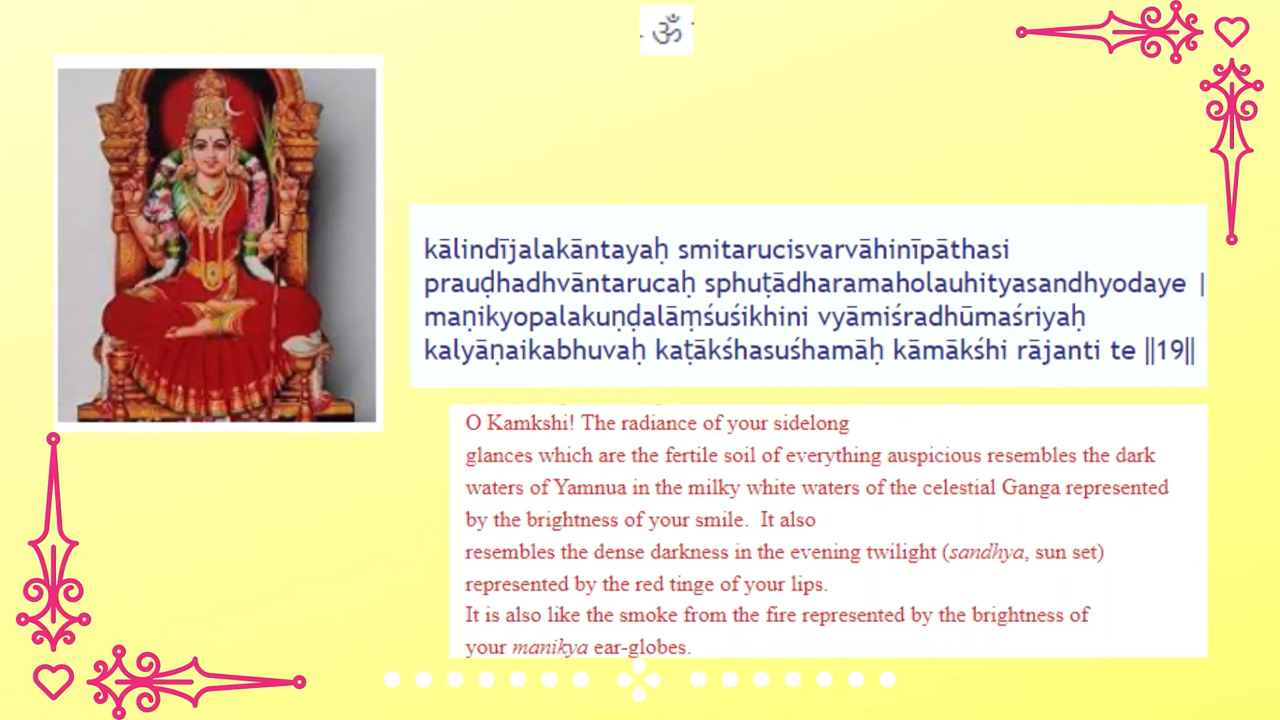 ॐ
kālindījalakāntayaḥ smitarucisvarvāhinīpāthasi
prauḍhadhvāntarucaḥ sphuṭādharamaholauhityasandhyodaye |
maṇikyopalakuṇḍalāṃśuśikhini vyāmiśradhūmaśriyaḥ
kalyāṇaikabhuvaḥ kaṭākśhasuśhamāḥ kāmākśhi rājanti te ||19||
O Kamkshi! The radiance of your sidelong
glances which are the fertile soil of everything auspicious resembles the dark
waters of Yamnua in the milky white waters of the celestial Ganga represented
by the brightness of your smile. It also
resembles the dense darkness in the evening twilight (sandhya, sun set)
represented by the red tinge of your lips.
It is also like the smoke from the fire represented by the brightness of
your manikya ear-globes.